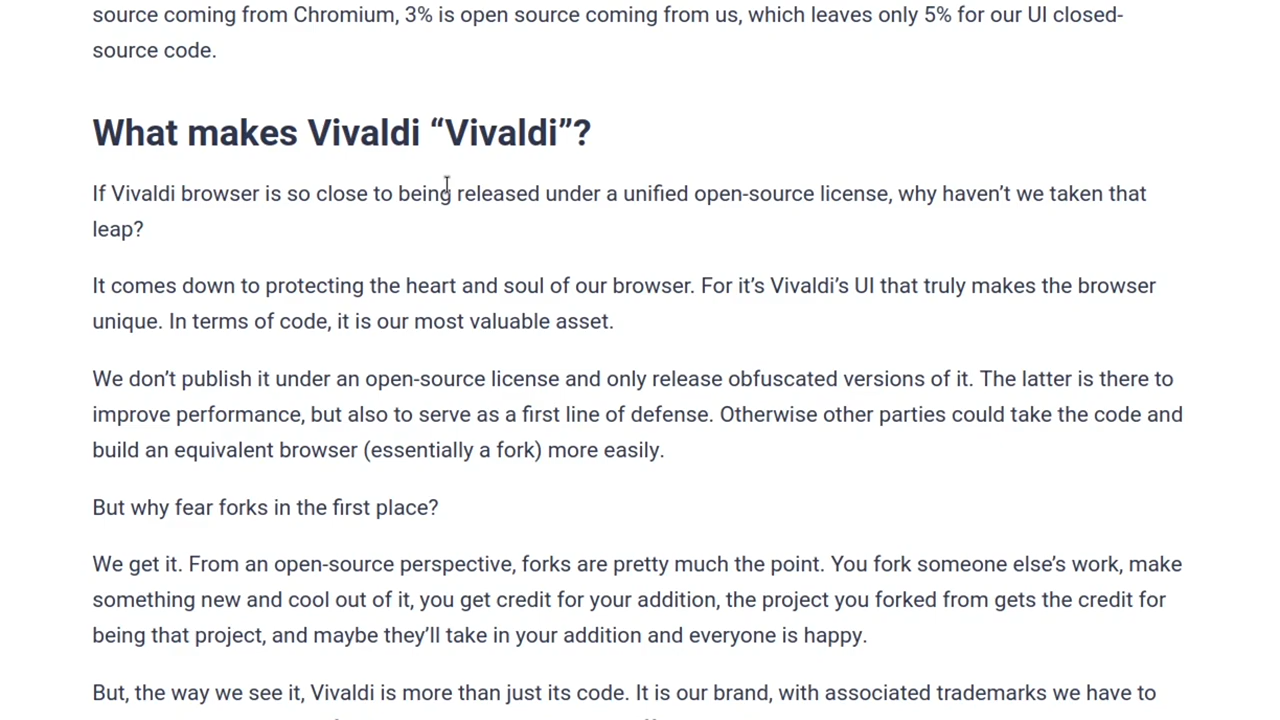 source coming from Chromium, 3% is open source coming from us, which leaves only 5% for our UI closed-
source code.
What makes Vivaldi “Vivaldi”?
If Vivaldi browser is so close to being released under a unified open-source license, why haven’t we taken that
leap?
It comes down to protecting the heart and soul of our browser. For it’s Vivaldi’s UI that truly makes the browser
unique. In terms of code, it is our most valuable asset.
We don’t publish it under an open-source license and only release obfuscated versions of it. The latter is there to
improve performance, but also to serve as a first line of defense. Otherwise other parties could take the code and
build an equivalent browser (essentially a fork) more easily.
But why fear forks in the first place?
We get it. From an open-source perspective, forks are pretty much the point. You fork someone else’s work, make
something new and cool out of it, you get credit for your addition, the project you forked from gets the credit for
being that project, and maybe they’ll take in your addition and everyone is happy.
But, the way we see it, Vivaldi is more than just its code. It is our brand, with associated trademarks we have to